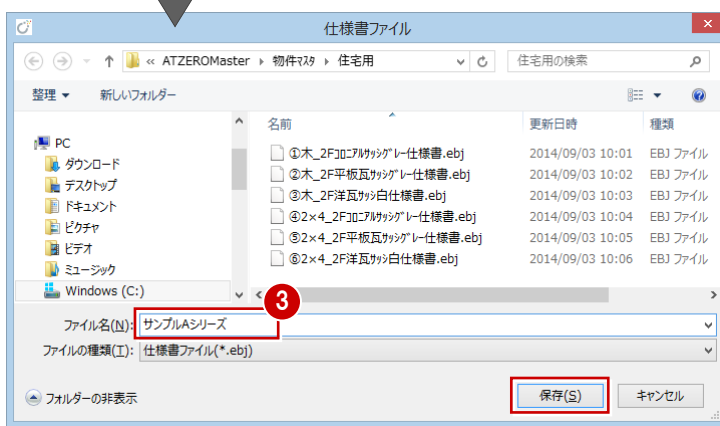 仕様書ファイル
« ATZEROMaster 物件ﾏｽﾀ 住宅用
住宅用の検索
整理 新しいフォルダー
名前 更新日時 種類
①木_2Fｺﾛﾆｱﾙｻｯｼｸﾞﾚｰ仕様書.ebj 2014/09/03 10:01 EBJ ファイル
②木_2F平板瓦ｻｯｼｸﾞﾚｰ仕様書.ebj 2014/09/03 10:02 EBJ ファイル
③木_2F洋瓦ｻｯｼ白仕様書.ebj 2014/09/03 10:03 EBJ ファイル
④2×4_2Fｺﾛﾆｱﾙｻｯｼｸﾞﾚｰ仕様書.ebj 2014/09/03 10:04 EBJ ファイル
⑤2×4_2F平板瓦ｻｯｼｸﾞﾚｰ仕様書.ebj 2014/09/03 10:05 EBJ ファイル
⑥2×4_2F洋瓦ｻｯｼ白仕様書.ebj 2014/09/03 10:06 EBJ ファイル
PC
ダウンロード
デスクトップ
ドキュメント
ピクチャ
ビデオ
ミュージック
Windows (C:)
3
ファイル名(N): サンプルAシリーズ
ファイルの種類(T): 仕様書ファイル(*.ebj)
フォルダーの非表示
保存(S) キャンセル